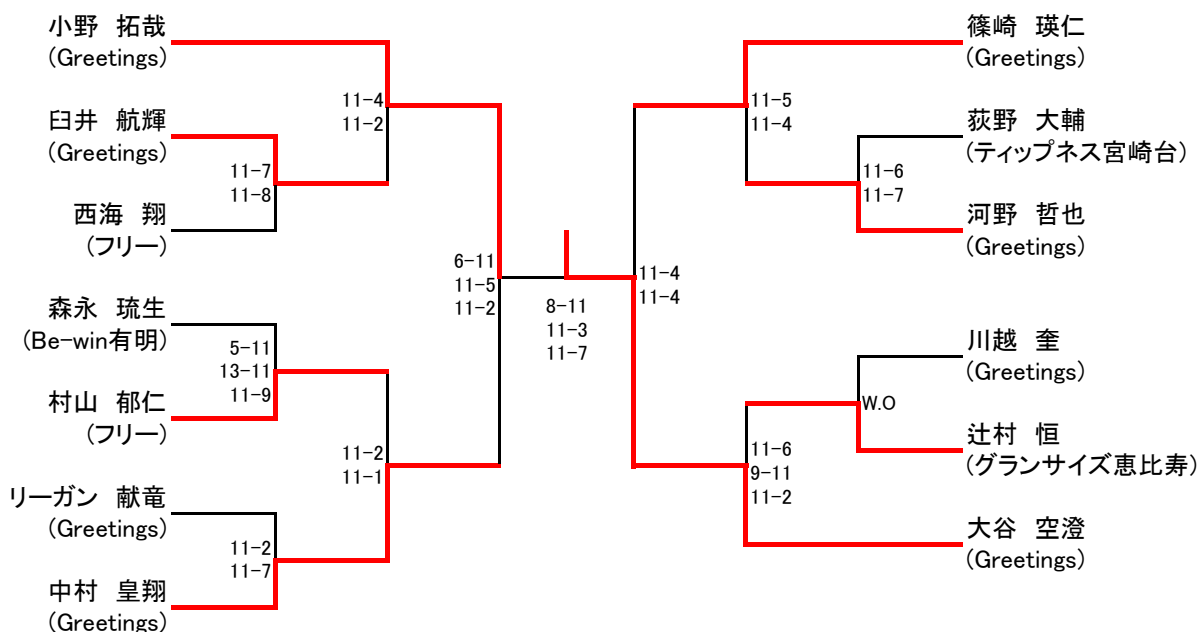 小野　拓哉
(Greetings)
臼井　航輝
(Greetings)
西海　翔
(フリー)
森永　琉生
(Be-win有明)
村山　郁仁
(フリー)
リーガン　献竜
(Greetings)
中村　皇翔
(Greetings)
11-7
11-8
5-11
13-11
11-9
11-2
11-7
11-4
11-2
11-2
11-1
6-11
11-5
11-2
8-11
11-3
11-7
11-4
11-4
11-5
11-4
11-6
9-11
11-2
11-6
11-7
W.O
篠崎　瑛仁
(Greetings)
荻野　大輔
(ティップネス宮崎台)
河野　哲也
(Greetings)
川越　奎
(Greetings)
辻村　恒
(グランサイズ恵比寿)
大谷　空澄
(Greetings)